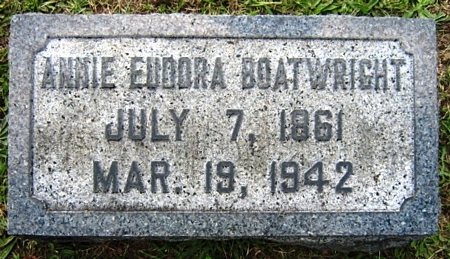 ANNIE EUDORA BOATWRIGHT
JULY 7, 1861
MAR. 19, 1942